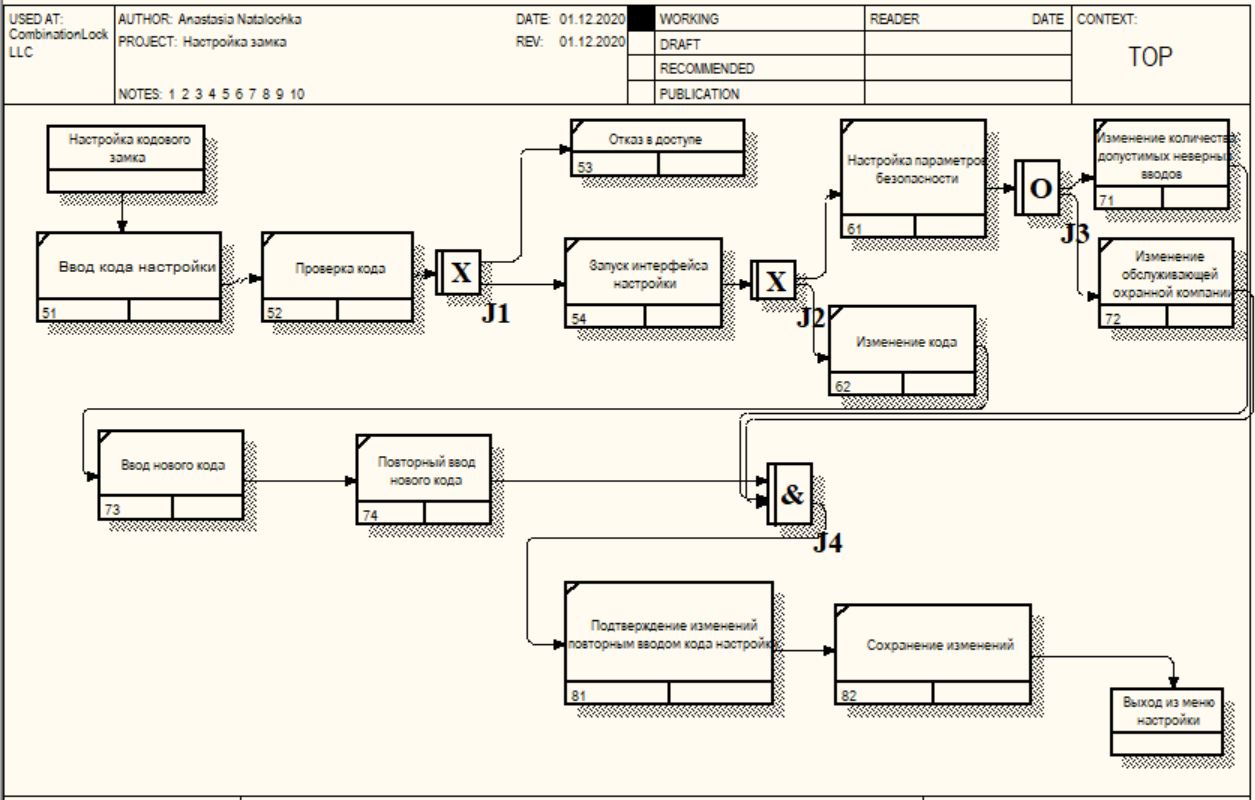 USED AT:
CombinationLock
LLC
AUTHOR: Anastasia Natalochka
DATE: 01.12.2020
PROJECT: Настройка замка
REV: 01.12.2020
NOTES: 1 2 3 4 5 6 7 8 9 10
WORKING
DRAFT
RECOMMENDED
PUBLICATION
READER
DATE
CONTEXT:
TOP
Настройка кодового
замка
Ввод кода настройки
51
Проверка кода
52
X
J1
Отказ в доступе
53
Запуск интерфейса
настройки
54
X
J2
Настройка параметров
безопасности
61
Изменение кода
62
O
J3
Изменение количеств
допустимых неверны
вводов
71
Изменение
обслуживающей
охранной компании
72
Ввод нового кода
73
Повторный ввод
нового кода
74
&
J4
Подтверждение изменений
повторным вводом кода настройк
81
Сохранение изменений
82
Выход из меню
настройки